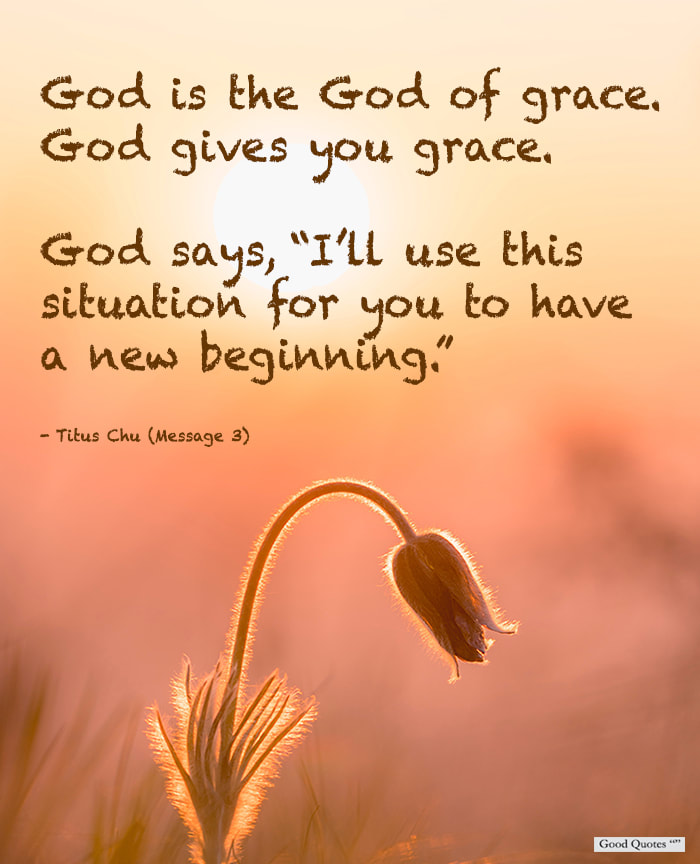 God is the God of grace.
God gives you grace.
God says, “I’ll use this
situation for you to have
a new beginning.”
- Titus Chu (Message 3)
Good Quotes “”